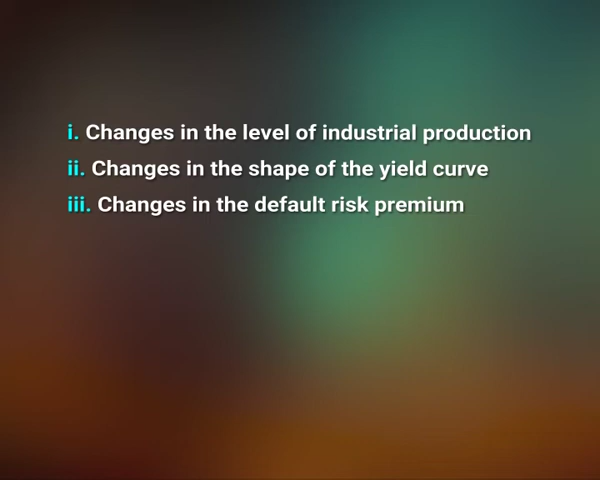 i. Changes in the level of industrial production
ii. Changes in the shape of the yield curve
iii. Changes in the default risk premium